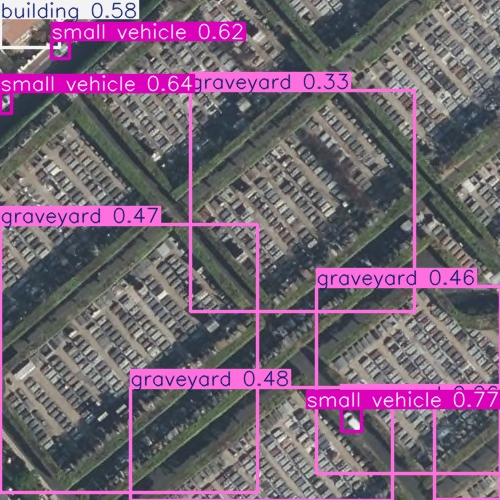 building 0.58
small vehicle 0.62
small vehicle 0.64
graveyard 0.33
graveyard 0.47
graveyard 0.46
graveyard 0.48
small vehicle 0.77